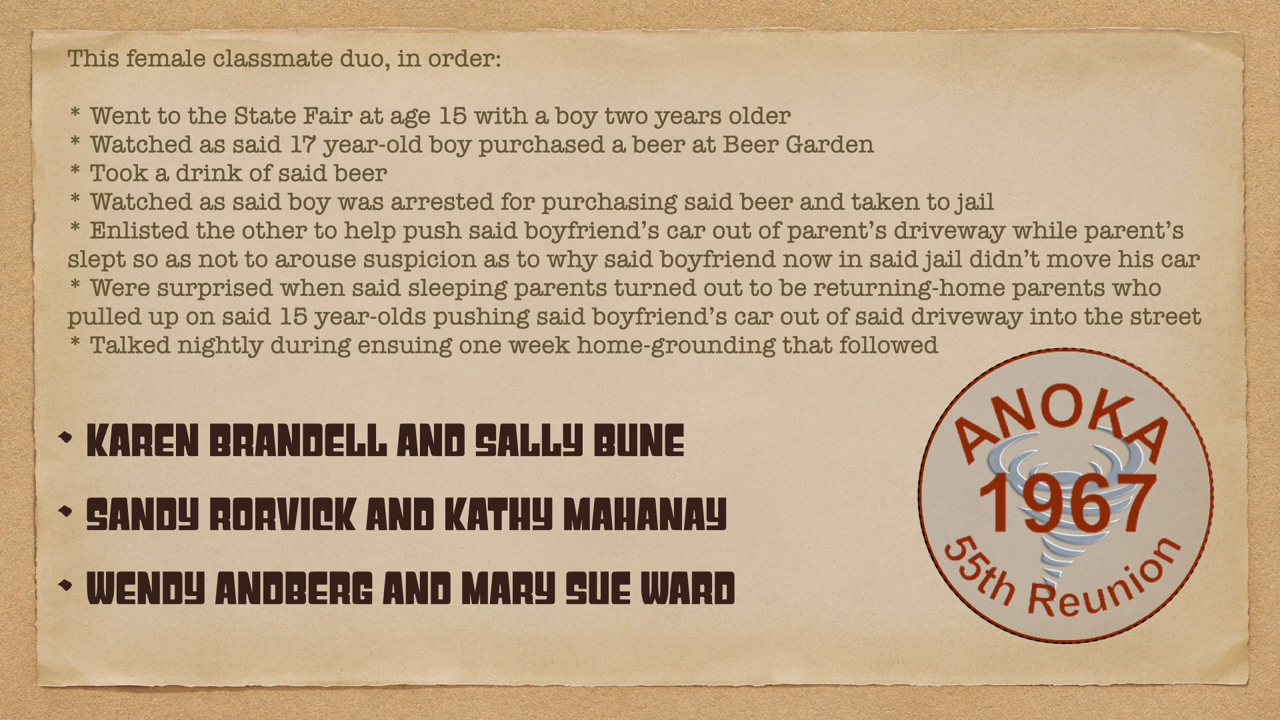 This female classmate duo, in order:
* Went to the State Fair at age 15 with a boy two years older
* Watched as said 17 year-old boy purchased a beer at Beer Garden
* Took a drink of said beer
* Watched as said boy was arrested for purchasing said beer and taken to jail
* Enlisted the other to help push said boyfriend’s car out of parent’s driveway while parent’s
slept so as not to arouse suspicion as to why said boyfriend now in said jail didn’t move his car
* Were surprised when said sleeping parents turned out to be returning-home parents who
pulled up on said 15 year-olds pushing said boyfriend’s car out of said driveway into the street
* Talked nightly during ensuing one week home-grounding that followed
• KAREN BRANDELL AND SALLY BUNE
• SANDY RORVICK AND KATHY MAHANAY
• WENDY ANDBERG AND MARY SUE WARD
ANOKA
1967
55th Reunion